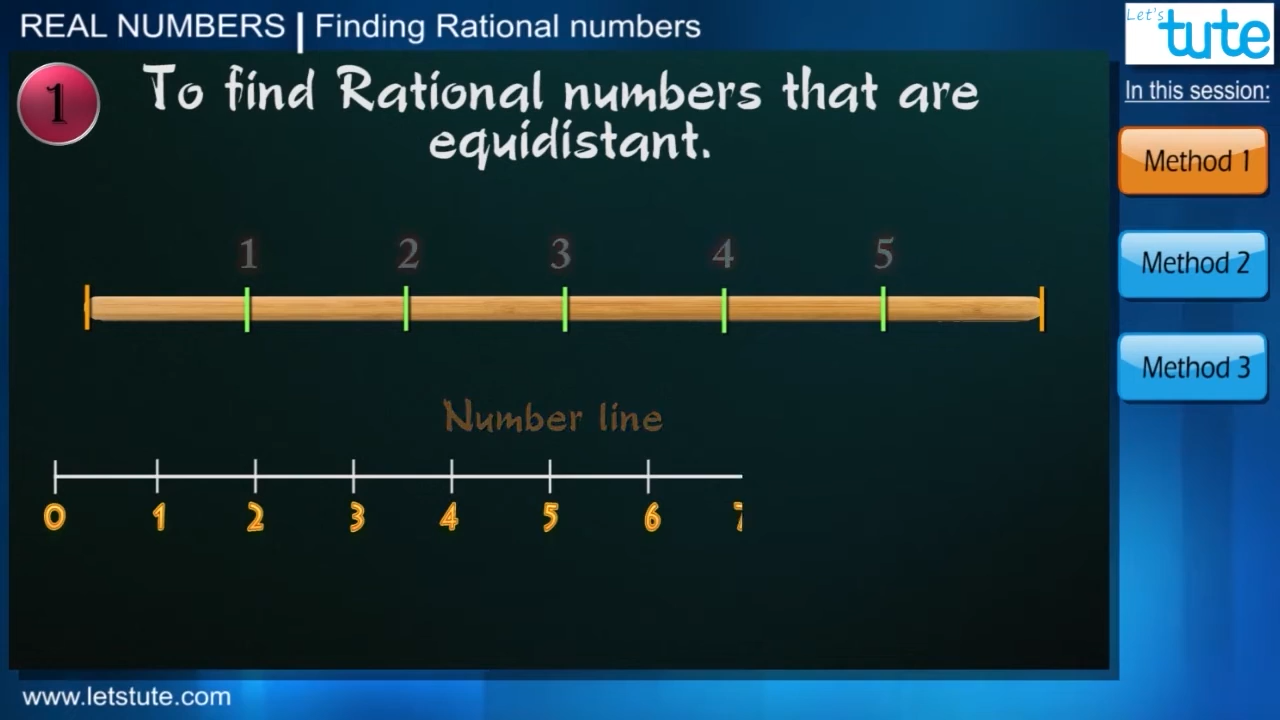 REAL NUMBERS | Finding Rational numbers
Let's tute
In this session:
1
To find Rational numbers that are
equidistant.
Method 1
Method 2
Method 3
1 2 3 4 5
Number line
0 1 2 3 4 5 6 7
www.letstute.com